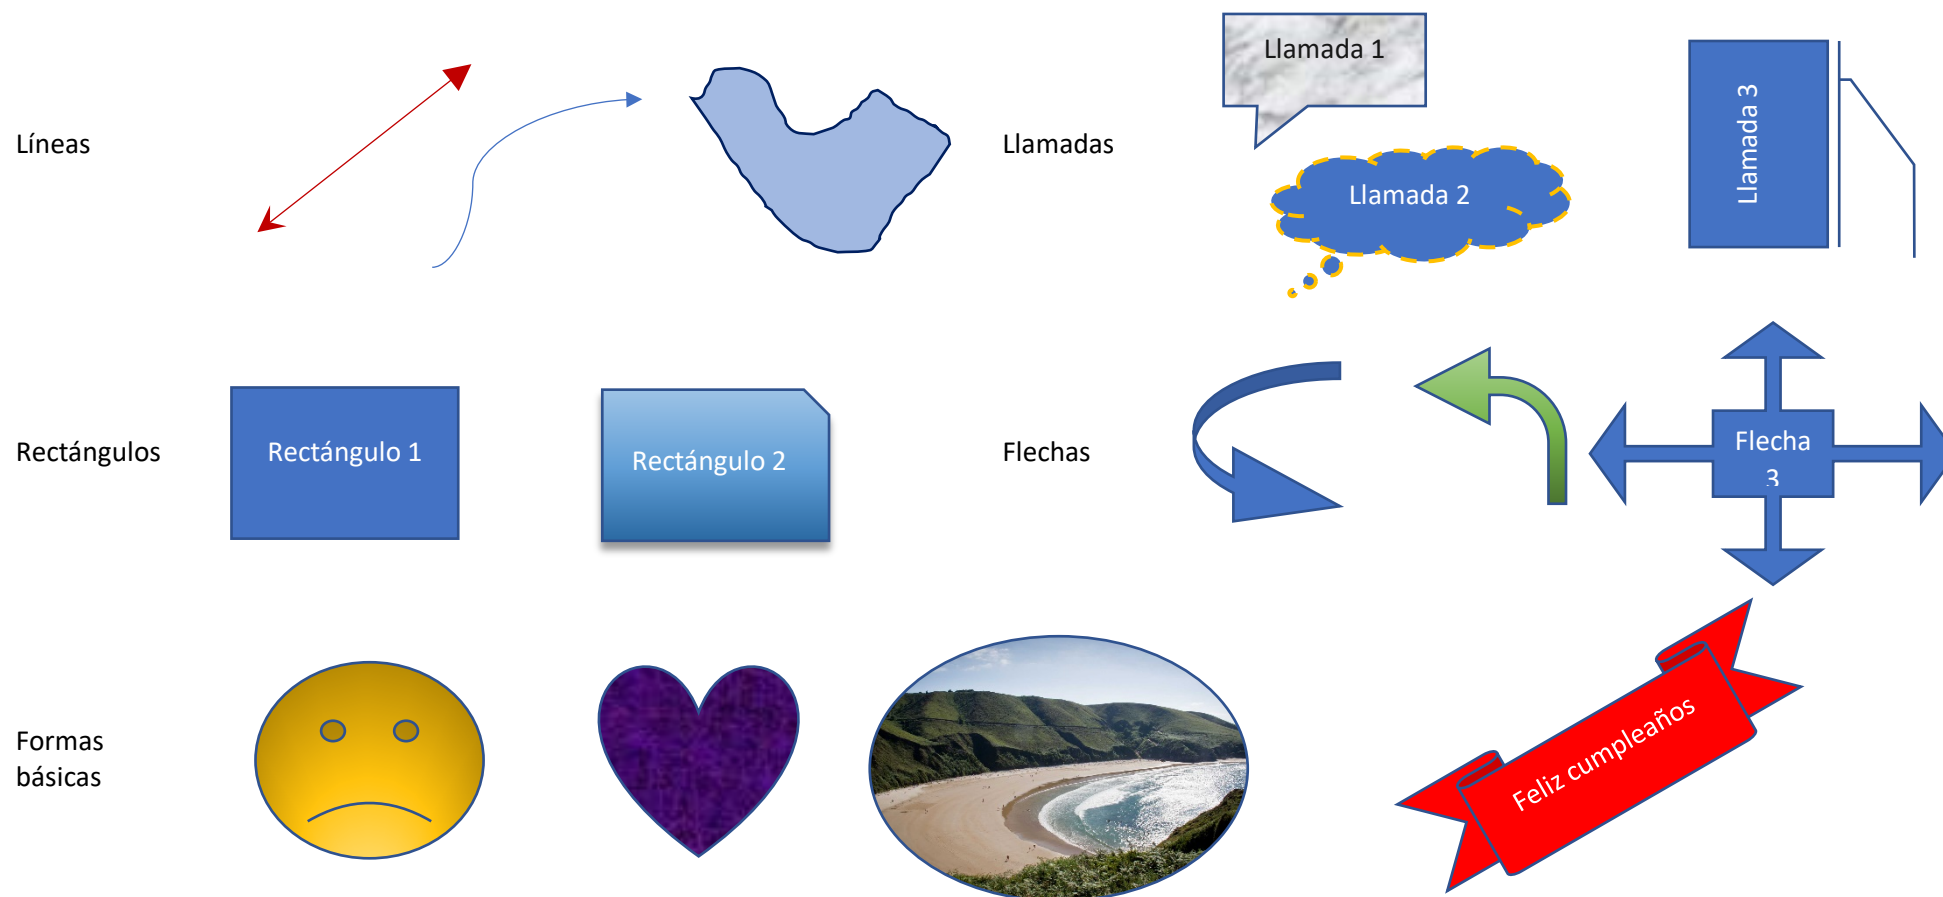 Líneas
Llamadas
Llamada 1
Llamada 2
Llamada 3
Rectángulos
Rectángulo 1
Rectángulo 2
Flechas
Flecha
3
Formas
básicas
Feliz cumpleaños